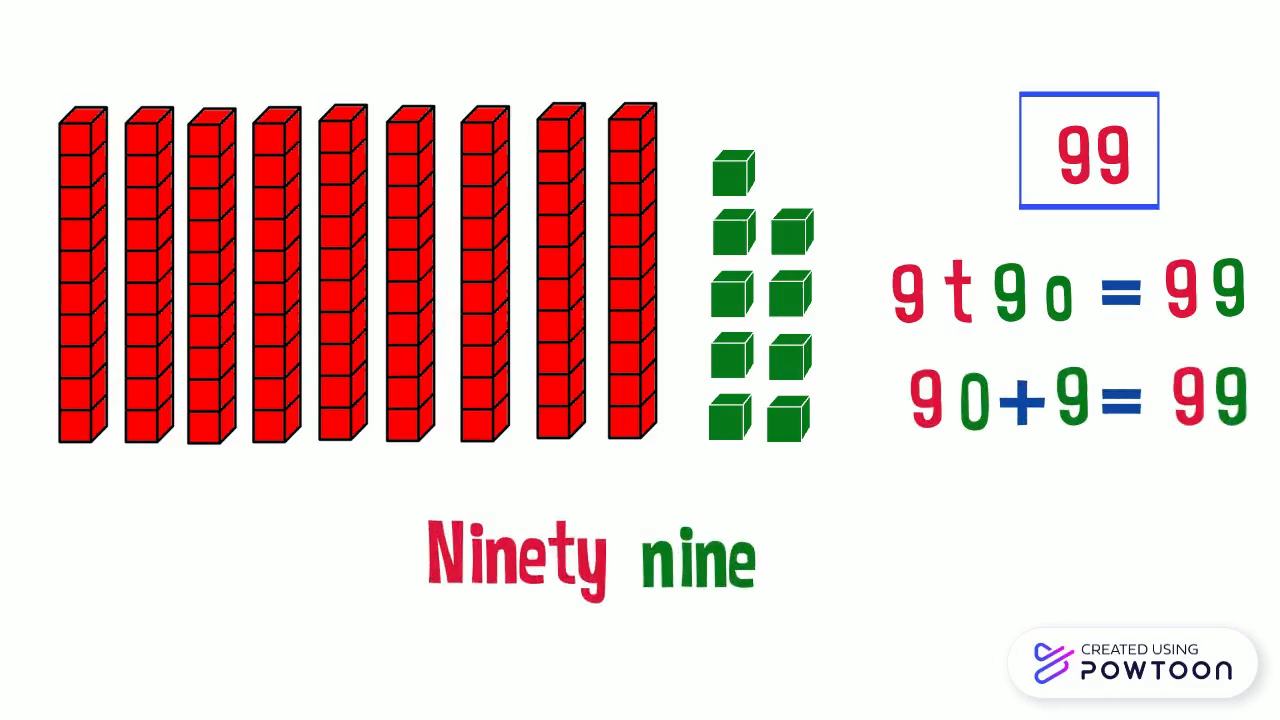 99
9 t 9 o = 99
90+9= 99
Ninety nine
CREATED USING
POWTOON